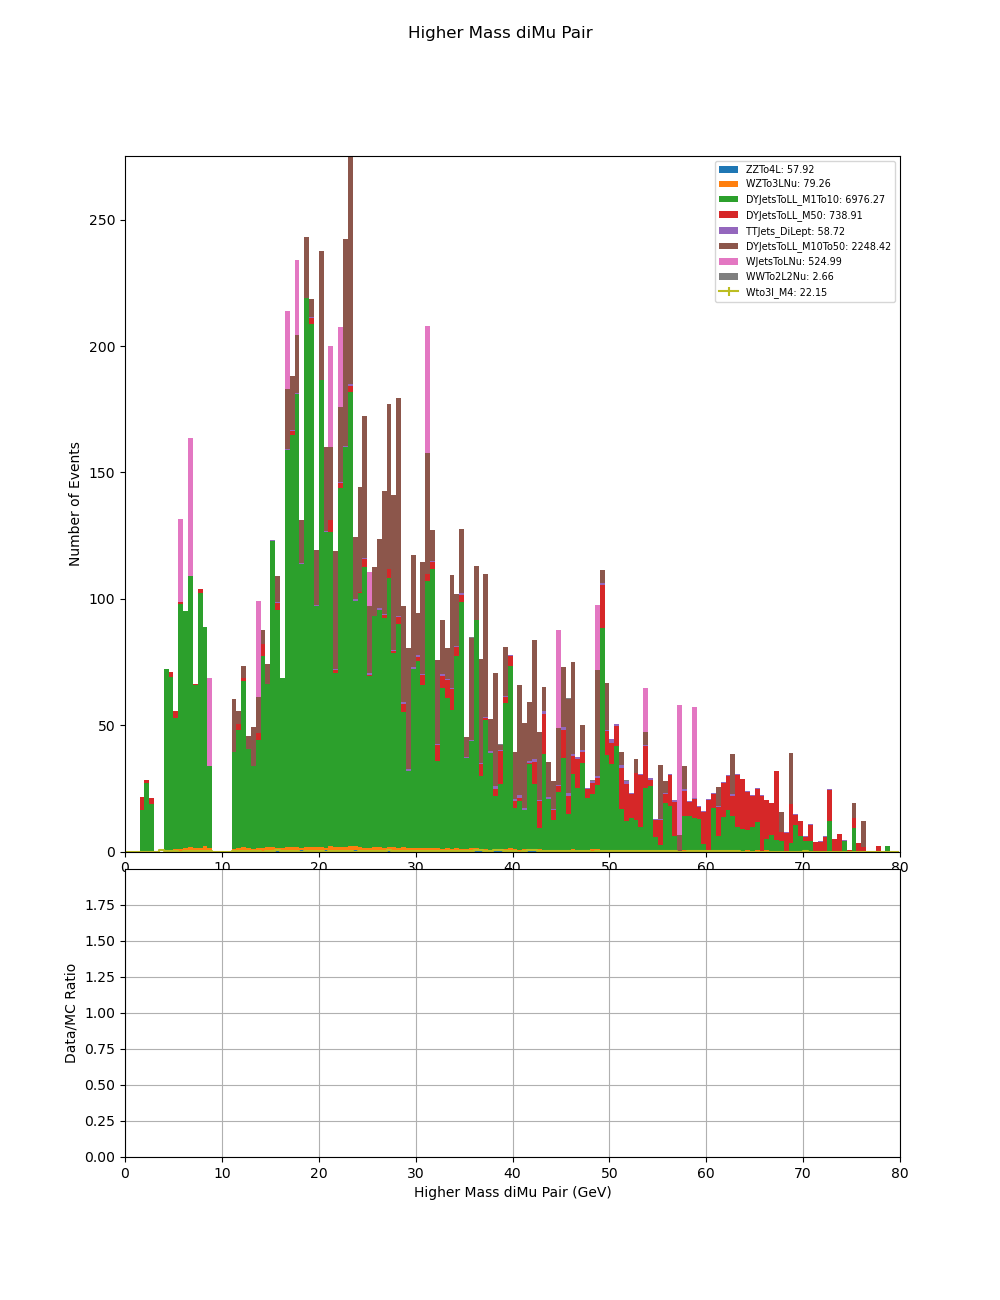 Higher Mass diMu Pair
ZZTo4L: 57.92
WZTo3LNu: 79.26
DYJetsToLL_M1To10: 6976.27
DYJetsToLL_M50: 738.91
TTJets_DiLept: 58.72
DYJetsToLL_M10To50: 2248.42
WJetsToLNu: 524.99
WWTo2L2Nu: 2.66
Wto3l_M4: 22.15
Number of Events
250
200
150
100
50
0
0 10 20 30 40 50 60 70 80
Data/MC Ratio
1.75
1.50
1.25
1.00
0.75
0.50
0.25
0.00
0 10 20 30 40 50 60 70 80
Higher Mass diMu Pair (GeV)